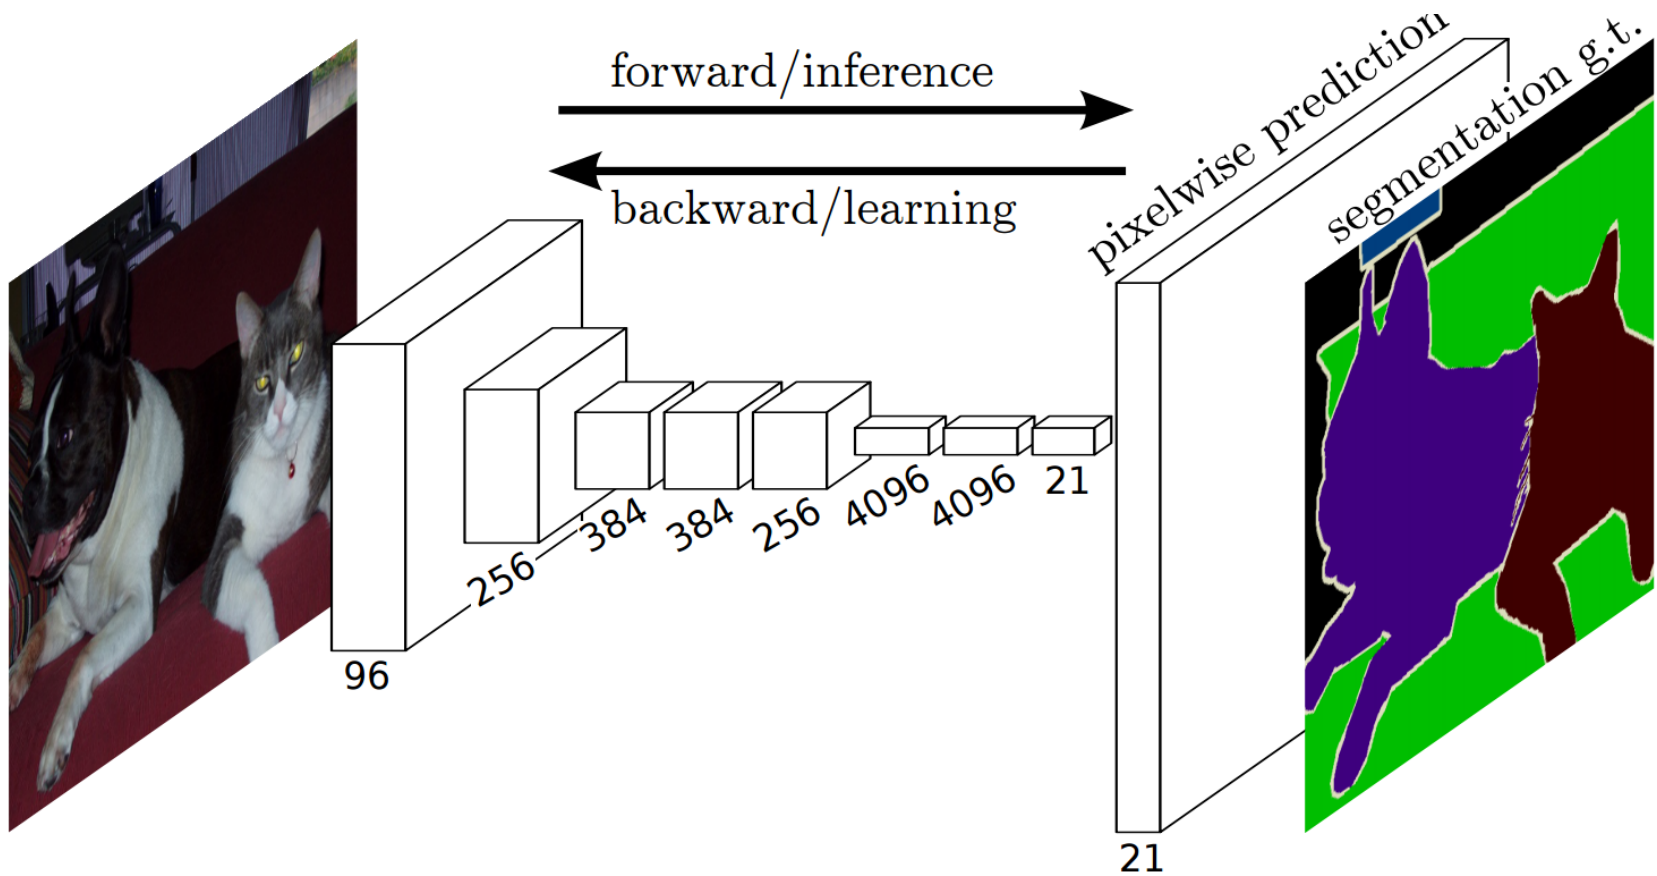 forward/inference
backward/learning
pixelwise prediction
segmentation g.t.
96
256
384
384
256
4096
4096
21
21